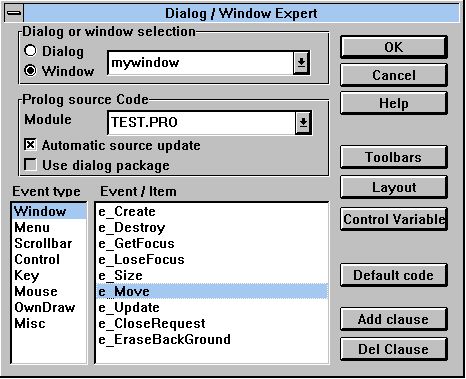 Dialog / Window Expert
Dialog or window selection
Dialog
Window
mywindow
OK
Cancel
Help
Prolog source Code
Module
TEST.PRO
Automatic source update
Use dialog package
Toolbars
Layout
Control Variable
Default code
Add clause
Del Clause
Event type
Window
Menu
Scrollbar
Control
Key
Mouse
OwnDraw
Misc
Event / Item
e_Create
e_Destroy
e_GetFocus
e_LoseFocus
e_Size
e_Move
e_Update
e_CloseRequest
e_EraseBackGround